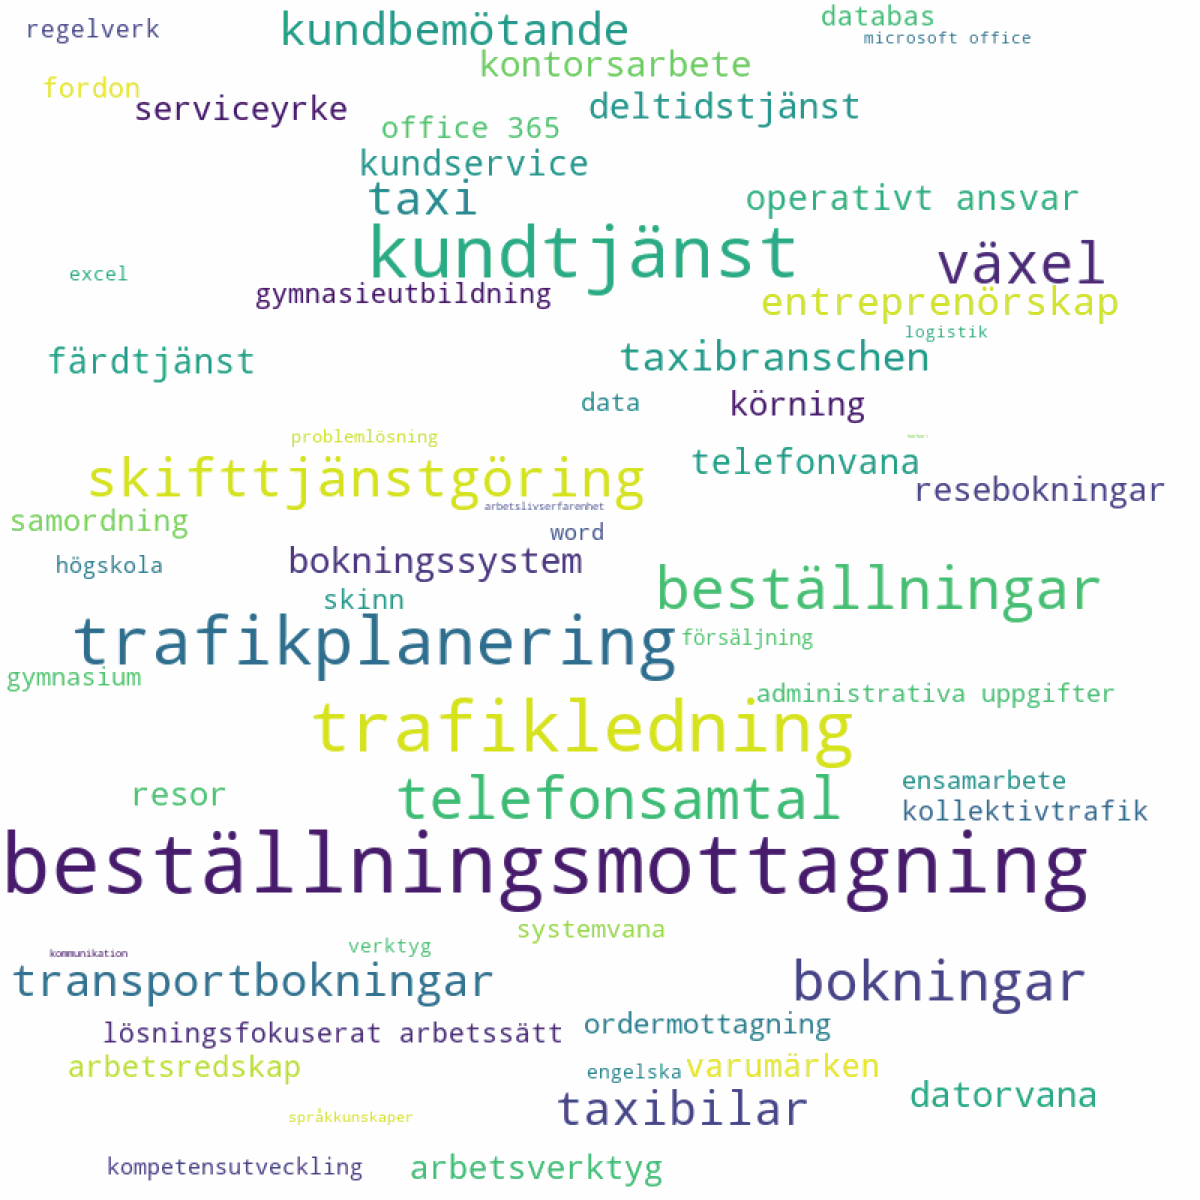 regelverk
kundbemötande
databas
microsoft office
kontorsarbete
fordon
serviceyrke
deltidstjänst
office 365
kundservice
taxi
operativt ansvar
kundtjänst
växel
excel
gymnasieutbildning
entreprenörskap
logistik
färdtjänst
taxibranschen
data
körning
problemlösning
skifttjänstgöring
telefonvana
resebokningar
arbetslivserfarenhet
samordning
word
högskola
bokningssystem
beställningar
skinn
trafikplanering
försäljning
gymnasium
administrativa uppgifter
trafikledning
resor
telefonsamtal
ensamarbete
kollektivtrafik
beställningsmottagning
systemvana
verktyg
kommunikation
transportbokningar
bokningar
lösningsfokuserat arbetssätt
ordermottagning
arbetsredskap
engelska
varumärken
taxibilar
datorvana
språkkunskaper
kompetensutveckling
arbetsverktyg